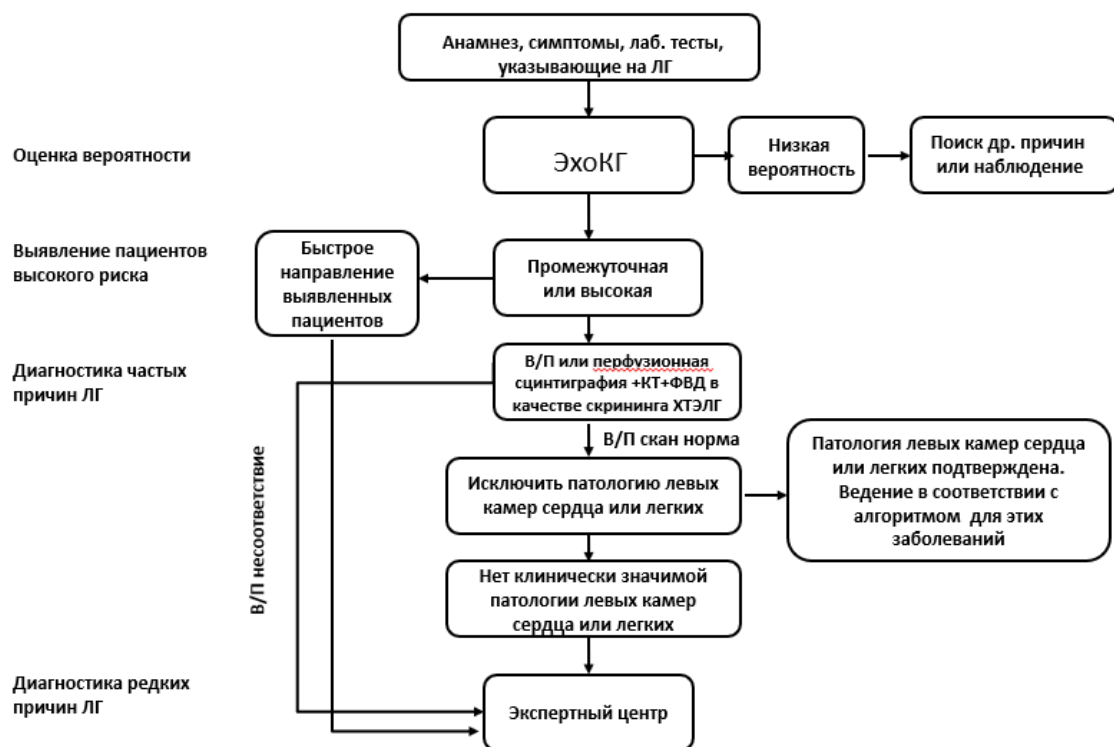 Анамнез, симптомы, лаб. тесты,
указывающие на ЛГ
Оценка вероятности
ЭхоКГ
Низкая
вероятность
Поиск др. причин
или наблюдение
Выявление пациентов
высокого риска
Быстрое
направление
выявленных
пациентов
Промежуточная
или высокая
Диагностика частых
причин ЛГ
В/П или перфузионная
сцинтиграфия +КТ+ФВД в
качестве скрининга ХТЭЛГ
В/П скан норма
Исключить патологию левых
камер сердца или легких
Патология левых камер сердца
или легких подтверждена.
Ведение в соответствии с
алгоритмом для этих
заболеваний
В/П несоответствие
Нет клинически значимой
патологии левых камер
сердца или легких
Диагностика редких
причин ЛГ
Экспертный центр